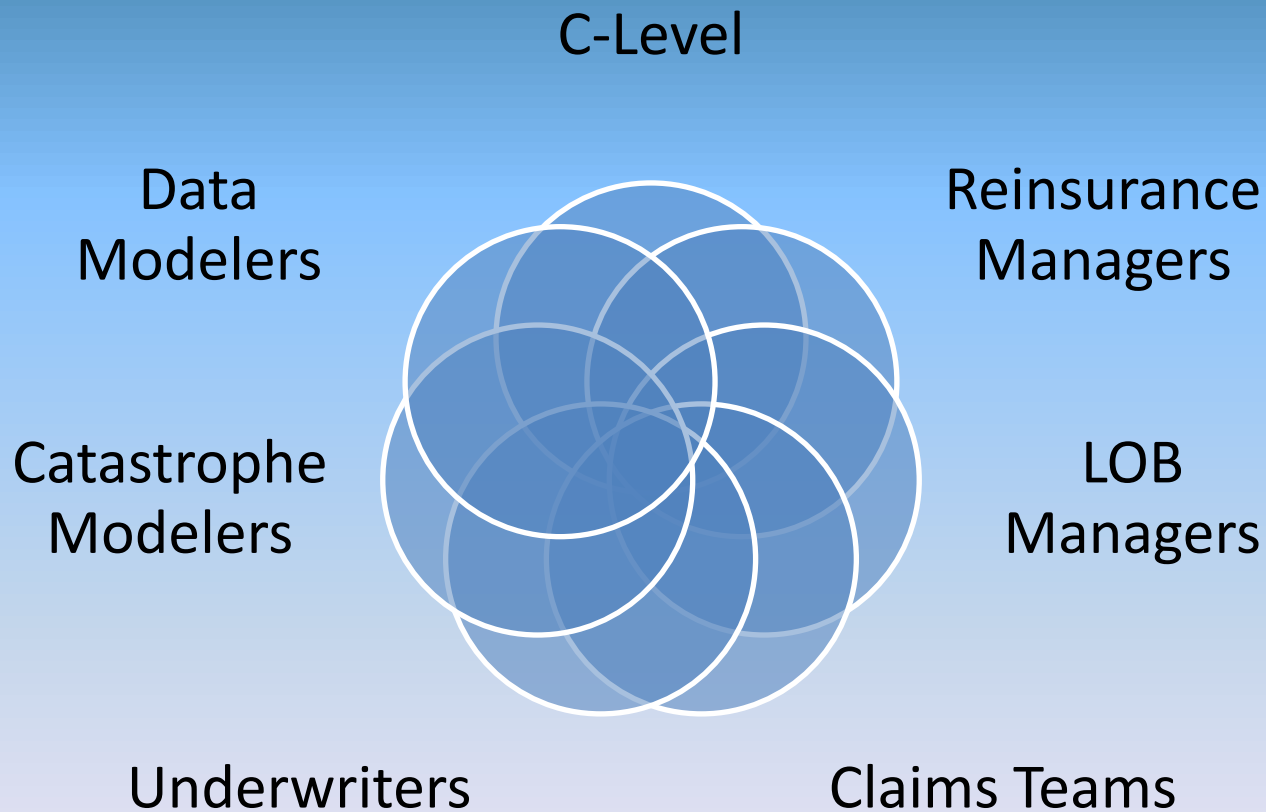 C-Level
Data
Modelers
Reinsurance
Managers
Catastrophe
Modelers
LOB
Managers
Underwriters
Claims Teams